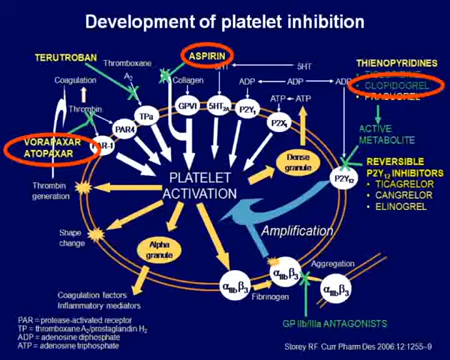 Development of platelet inhibition
TERUTROBAN
Thromboxane
A2
ASPIRIN
Collagen
5HT
5HT
ADP
ADP
ADP
ATP
ATP
THIENOPYRIDINES
TICLOPIDINE
CLOPIDOGREL
PRASUGREL
ACTIVE
METABOLITE
Coagulation
Thrombin
TPa
GPVI
5HT2A
P2Y1
P2X1
PAR4
PAR-1
VORAPAXAR
ATOPAXAR
Thrombin
generation
PLATELET
ACTIVATION
Dense
granule
P2Y12
REVERSIBLE
P2Y12 INHIBITORS
• TICAGRELOR
• CANGRELOR
• ELINOGREL
Shape
change
Alpha
granule
Amplification
Aggregation
αIIbβ3
αIIbβ3
αIIbβ3
Fibrinogen
Coagulation factors
Inflammatory mediators
GP IIb/IIIa ANTAGONISTS
PAR = protease-activated receptor
TP = thromboxane A2/prostaglandin H2
ADP = adenosine diphosphate
ATP = adenosine triphosphate
Storey RF. Curr Pharm Des 2006;12:1255–9